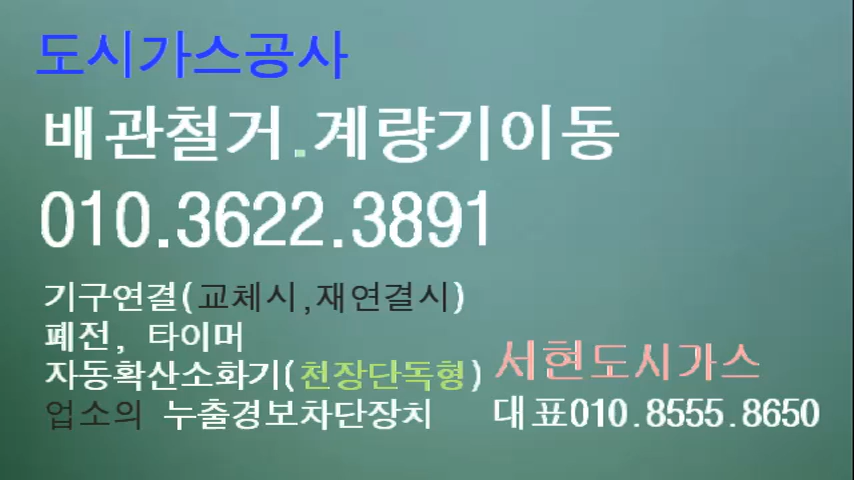 도시가스공사
배관철거.계량기이동
010.3622.3891
기구연결(교체시,재연결시)
폐전, 타이머
자동확산소화기(천장단독형)
업소의 누출경보차단장치
서현도시가스
대표010.8555.8650